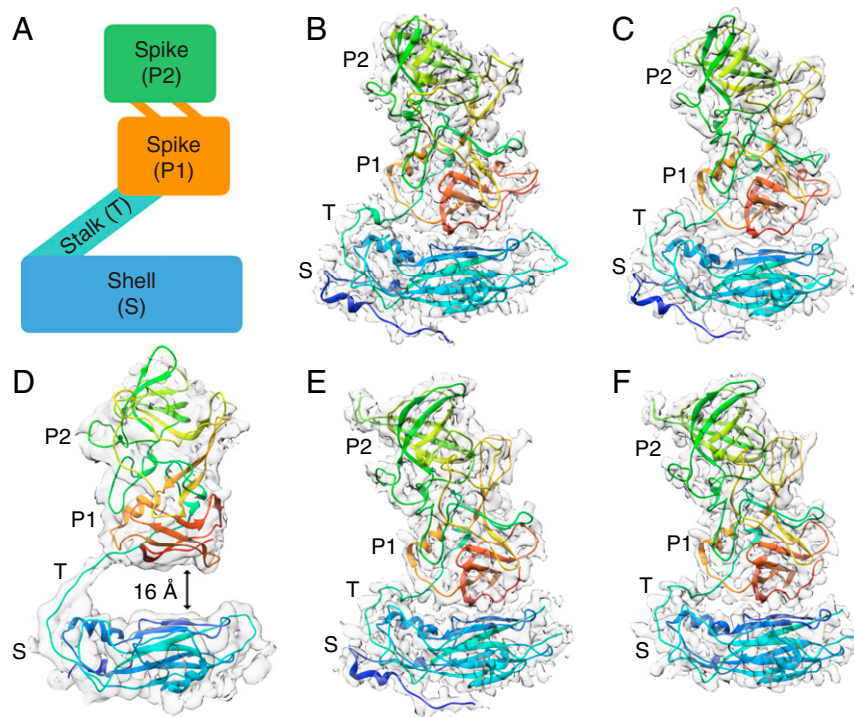 A
Spike
(P2)
Spike
(P1)
Stalk (T)
Shell
(S)
B
P2
P1
T
S
C
P2
P1
T
S
D
P2
P1
T
16 Å
S
E
P2
P1
T
S
F
P2
P1
T
S